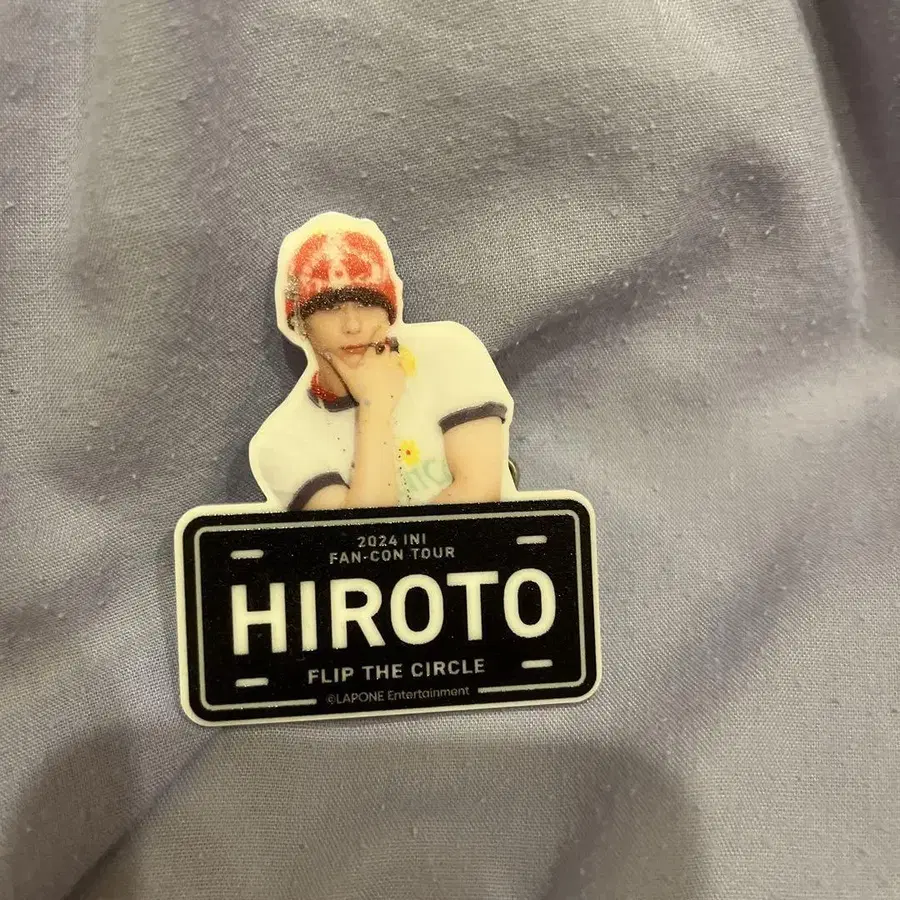 2024 INI
FAN-CON TOUR
HIROTO
FLIP THE CIRCLE
©LAPONE Entertainment